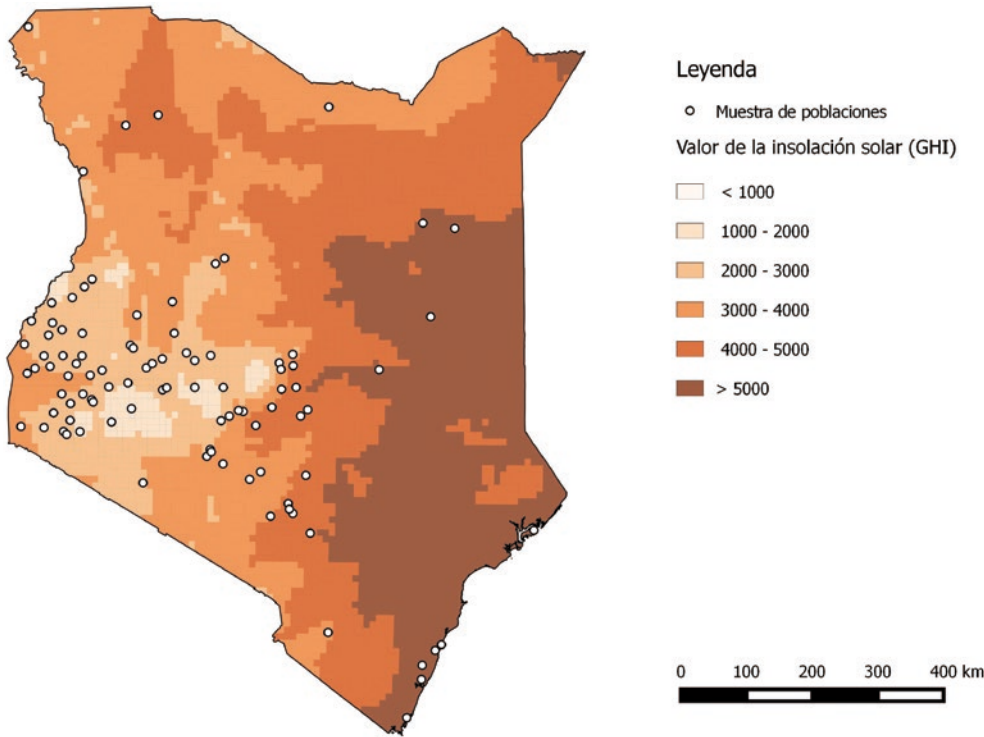 Leyenda
Muestra de poblaciones
Valor de la insolación solar (GHI)
< 1000
1000 - 2000
2000 - 3000
3000 - 4000
4000 - 5000
> 5000
0 100 200 300 400 km